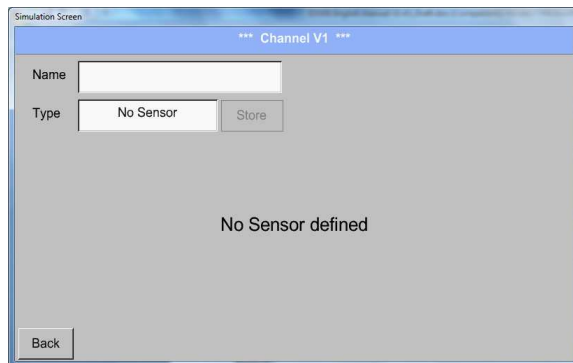 Simulation Screen
*** Channel V1 ***
Name
Type No Sensor Store
No Sensor defined
Back